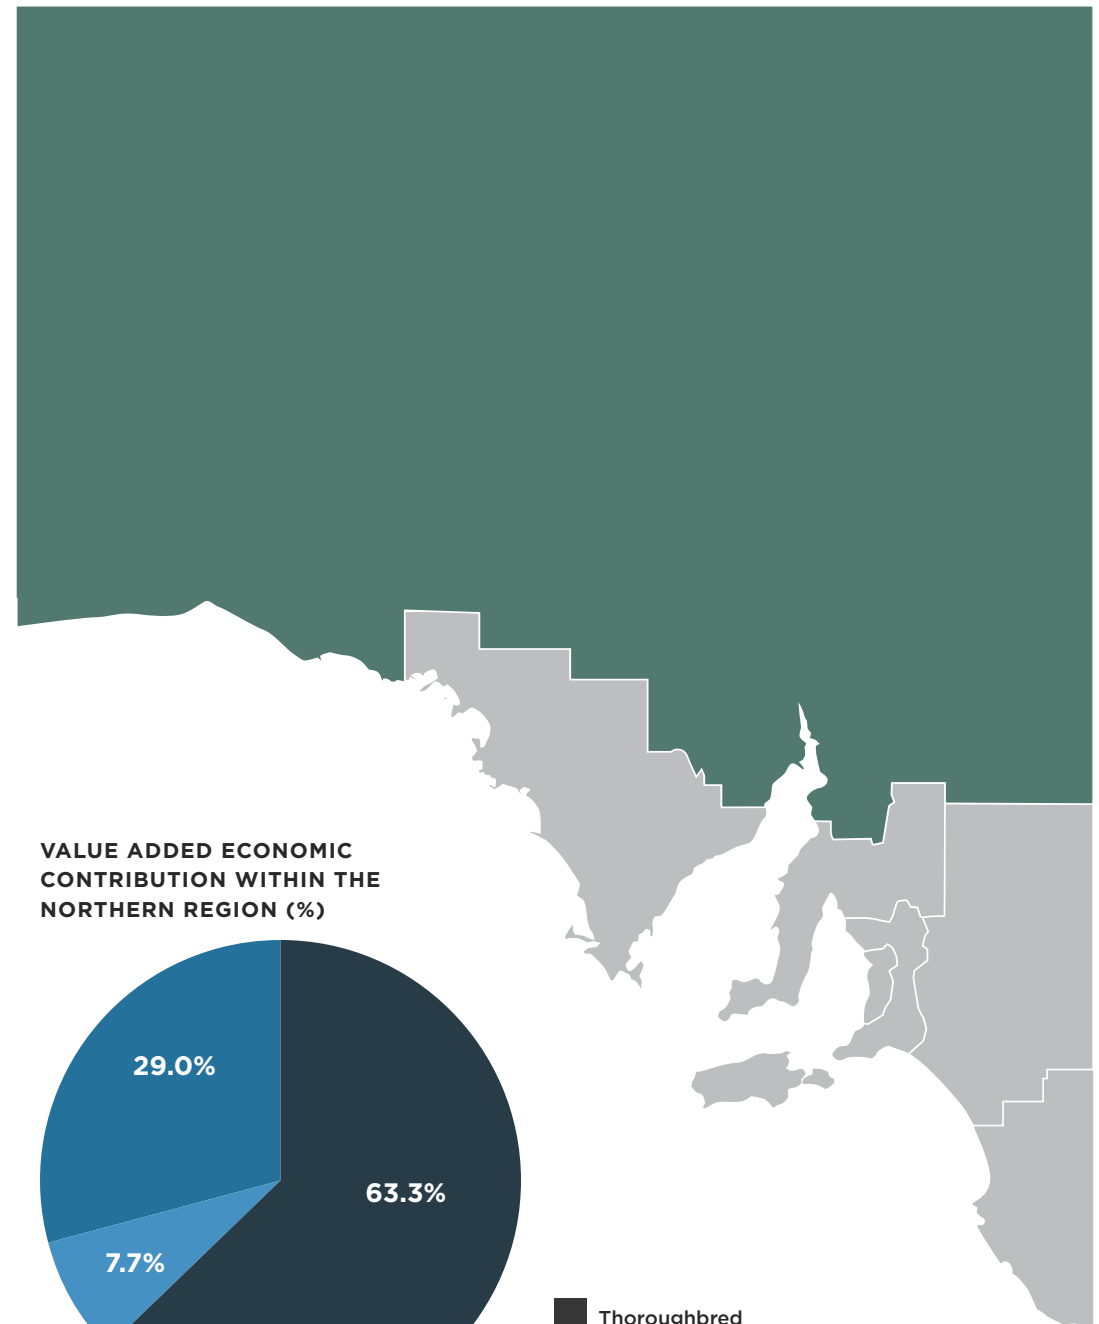 VALUE ADDED ECONOMIC
CONTRIBUTION WITHIN THE
NORTHERN REGION (%)
29.0%
63.3%
7.7%
Thoroughbred